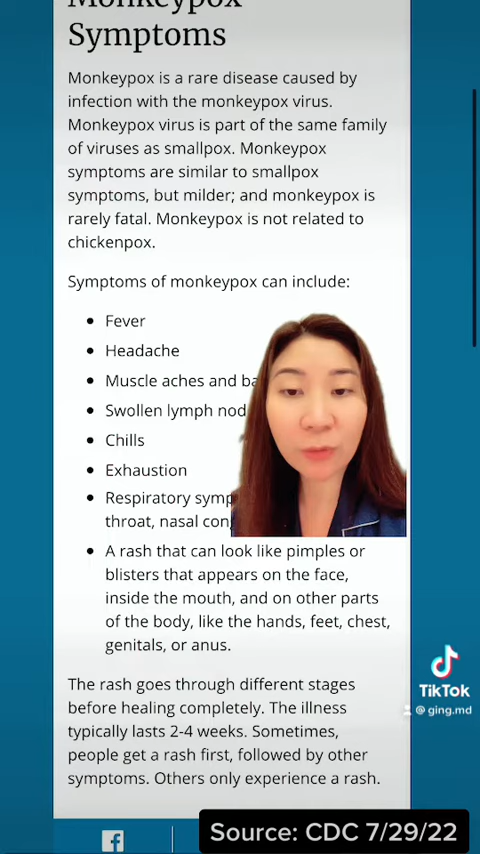 Symptoms
Monkeypox is a rare disease caused by
infection with the monkeypox virus.
Monkeypox virus is part of the same family
of viruses as smallpox. Monkeypox
symptoms are similar to smallpox
symptoms, but milder; and monkeypox is
rarely fatal. Monkeypox is not related to
chickenpox.
Symptoms of monkeypox can include:
Fever
Headache
Muscle aches and
Swollen lymph
Chills
Exhaustion
Respiratory
throat, nasal
A rash that can look like pimples or
blisters that appears on the face,
inside the mouth, and on other parts
of the body, like the hands, feet, chest,
genitals, or anus.
The rash goes through different stages
before healing completely. The illness
typically lasts 2-4 weeks. Sometimes,
people get a rash first, followed by other
symptoms. Others only experience a rash.
TikTok
@ ging.md
Source: CDC 7/29/22